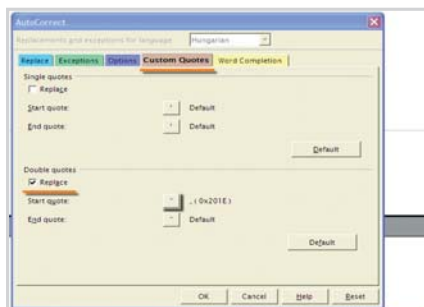 AutoCorrect
Replacements and exceptions for language: Hungarian
Replace Exceptions Options Custom Quotes Word Completion
Single quotes
Replace
Start quote: Default
End quote: Default
Default
Double quotes
Replace
Start quote: „ (0x201E)
End quote: Default
Default
OK Cancel Help Reset